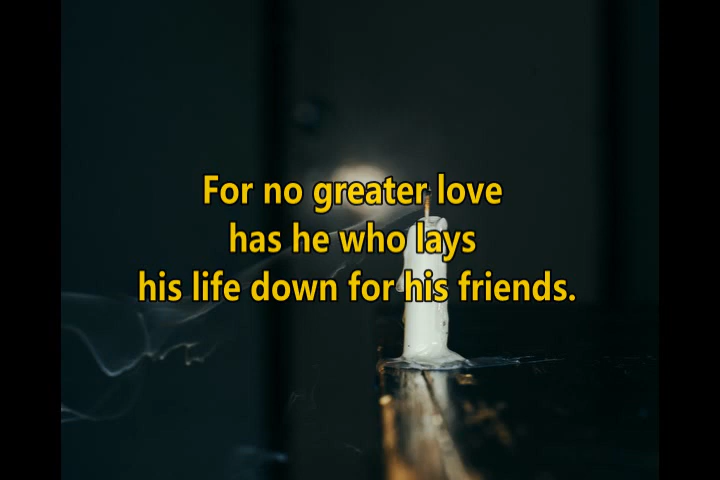 For no greater love
has he who lays
his life down for his friends.